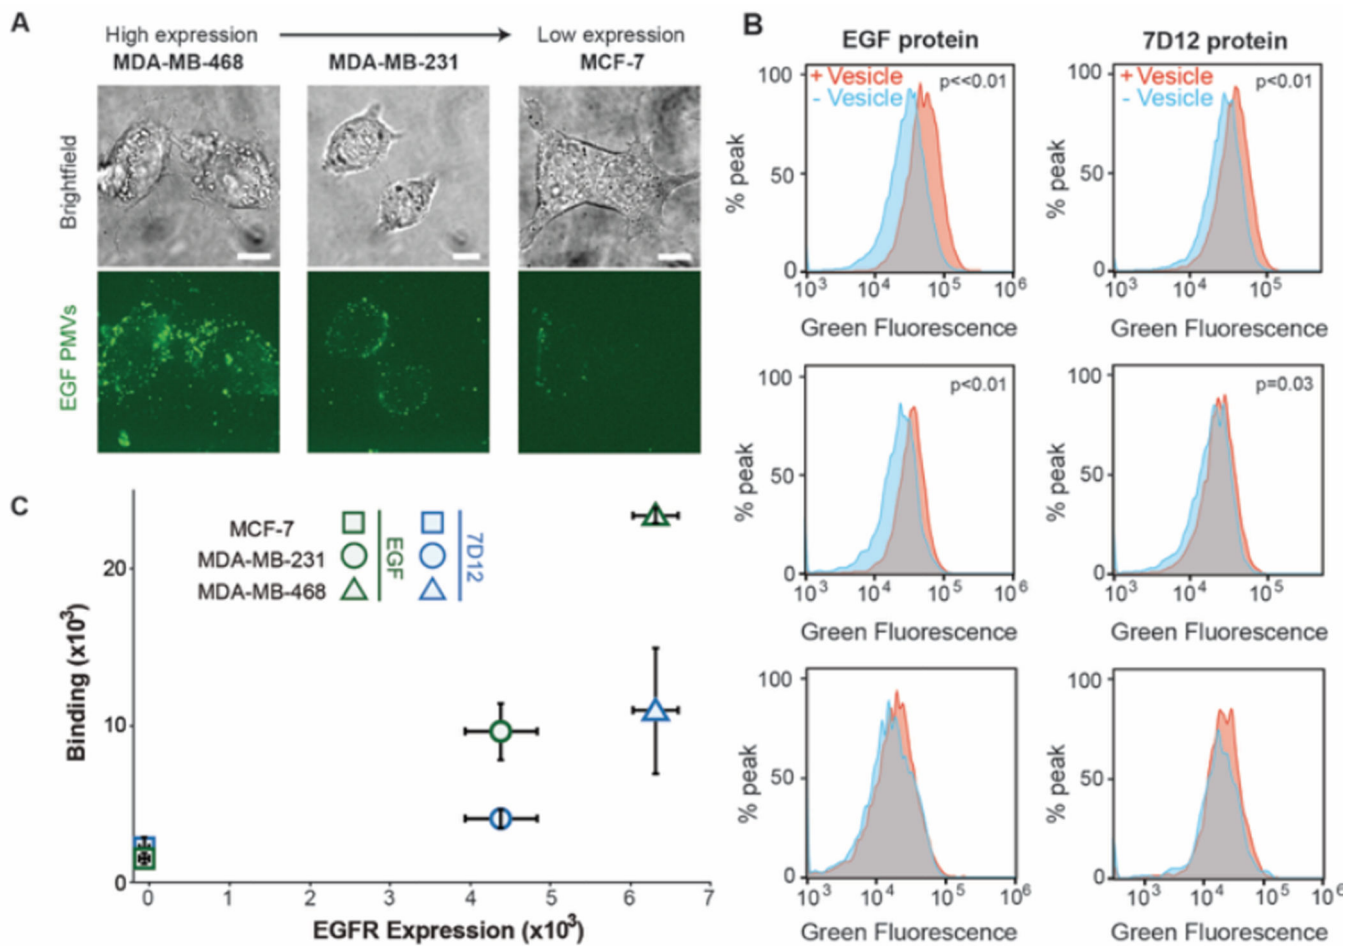 A
High expression
Low expression
MDA-MB-468
MDA-MB-231
MCF-7
Brightfield
EGF PMVs
B
EGF protein
7D12 protein
100
+ Vesicle
- Vesicle
p<<0.01
% peak
50
0
10³ 10⁴ 10⁵ 10⁶
Green Fluorescence
100
+ Vesicle
- Vesicle
p<0.01
% peak
50
0
10³ 10⁴ 10⁵
Green Fluorescence
100
p<0.01
% peak
50
0
10³ 10⁴ 10⁵ 10⁶
Green Fluorescence
100
p=0.03
% peak
50
0
10³ 10⁴ 10⁵
Green Fluorescence
100
% peak
50
0
10³ 10⁴ 10⁵ 10⁶
Green Fluorescence
100
% peak
50
0
10³ 10⁴ 10⁵ 10⁶
Green Fluorescence
C
MCF-7
MDA-MB-231
MDA-MB-468
EGF
7D12
20
10
0
Binding (x10³)
0 1 2 3 4 5 6 7
EGFR Expression (x10³)